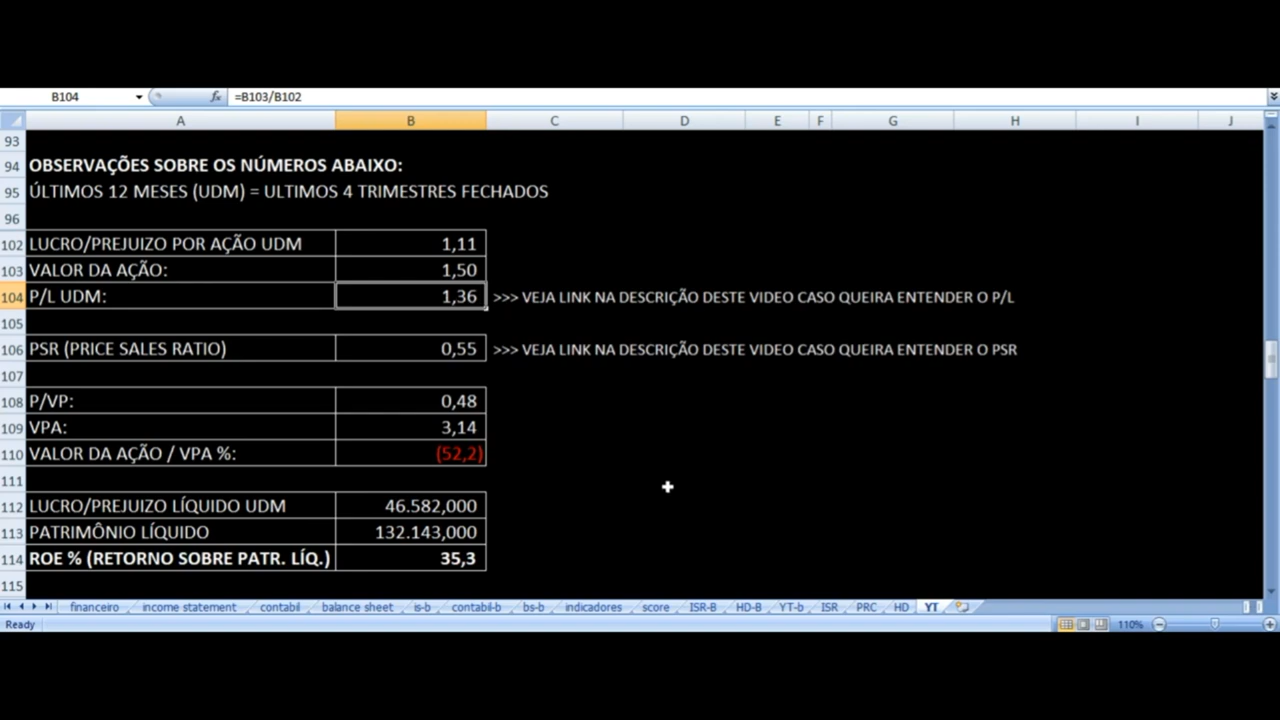 B104 fx =B103/B102
A B C D E F G H I J
93
94 OBSERVAÇÕES SOBRE OS NÚMEROS ABAIXO:
95 ÚLTIMOS 12 MESES (UDM) = ULTIMOS 4 TRIMESTRES FECHADOS
96
102 LUCRO/PREJUIZO POR AÇÃO UDM 1,11
103 VALOR DA AÇÃO: 1,50
104 P/L UDM: 1,36 >>> VEJA LINK NA DESCRIÇÃO DESTE VIDEO CASO QUEIRA ENTENDER O P/L
105
106 PSR (PRICE SALES RATIO) 0,55 >>> VEJA LINK NA DESCRIÇÃO DESTE VIDEO CASO QUEIRA ENTENDER O PSR
107
108 P/VP: 0,48
109 VPA: 3,14
110 VALOR DA AÇÃO / VPA %: (52,2)
111
112 LUCRO/PREJUIZO LÍQUIDO UDM 46.582,000
113 PATRIMÔNIO LÍQUIDO 132.143,000
114 ROE % (RETORNO SOBRE PATR. LÍQ.) 35,3
115
financeiro income statement contabil balance sheet is-b contabil-b bs-b indicadores score ISR-B HD-B YT-b ISR PRC HD YT
Ready 110%